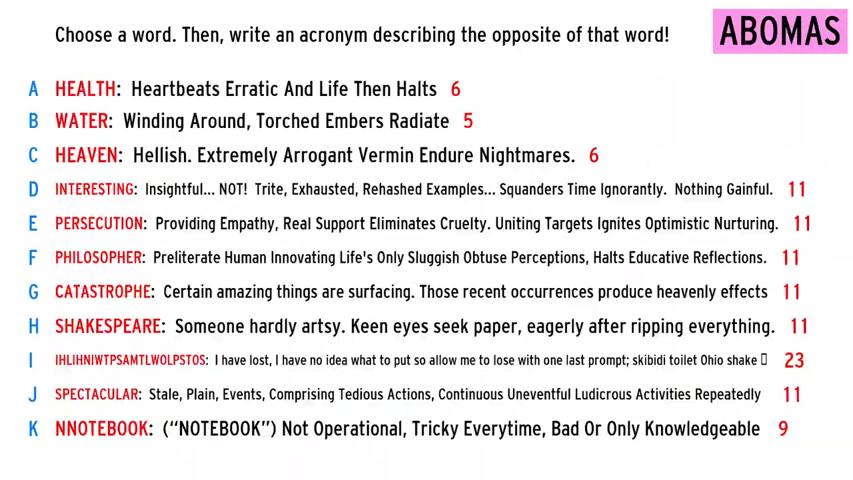 Choose a word. Then, write an acronym describing the opposite of that word!
ABOMAS
A HEALTH: Heartbeats Erratic And Life Then Halts 6
B WATER: Winding Around, Torched Embers Radiate 5
C HEAVEN: Hellish. Extremely Arrogant Vermin Endure Nightmares. 6
D INTERESTING: Insightful... NOT! Trite, Exhausted, Rehashed Examples... Squanders Time Ignorantly. Nothing Gainful. 11
E PERSECUTION: Providing Empathy, Real Support Eliminates Cruelty. Uniting Targets Ignites Optimistic Nurturing. 11
F PHILOSOPHER: Preliterate Human Innovating Life's Only Sluggish Obtuse Perceptions, Halts Educative Reflections. 11
G CATASTROPHE: Certain amazing things are surfacing. Those recent occurrences produce heavenly effects 11
H SHAKESPEARE: Someone hardly artsy. Keen eyes seek paper, eagerly after ripping everything. 11
I IHLIHNIWTPSAMTLWOLPSTOS: I have lost, I have no idea what to put so allow me to lose with one last prompt; skibidi toilet Ohio shake 23
J SPECTACULAR: Stale, Plain, Events, Comprising Tedious Actions, Continuous Uneventful Ludicrous Activities Repeatedly 11
K NNOTEBOOK: (“NOTEBOOK”) Not Operational, Tricky Everytime, Bad Or Only Knowledgeable 9